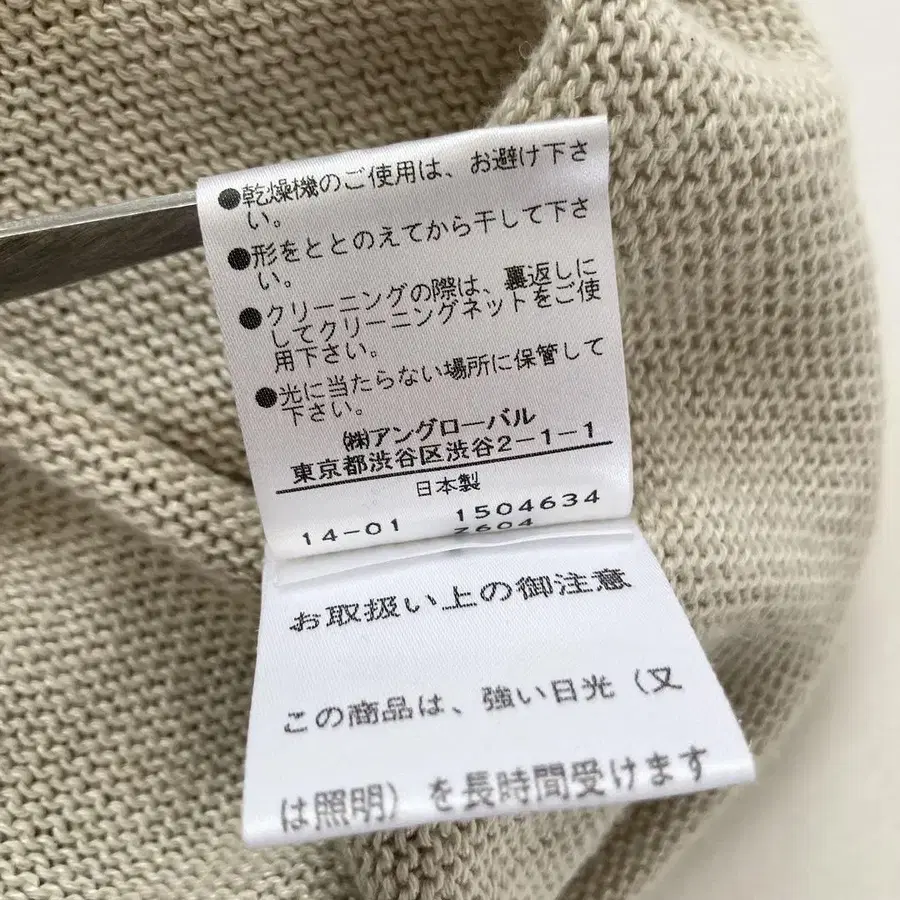 ●乾燥機のご使用は、お避け下さ
い。
●形をととのえてから干して下さ
い。
●クリーニングの際は、裏返しに
してクリーニングネットをご使
用下さい。
●光に当たらない場所に保管して
下さい。
㈱アングローバル
東京都渋谷区渋谷2-1-1
日本製
14-01 1504634
お取扱い上の御注意
この商品は、強い日光（又
は照明）を長時間受けます